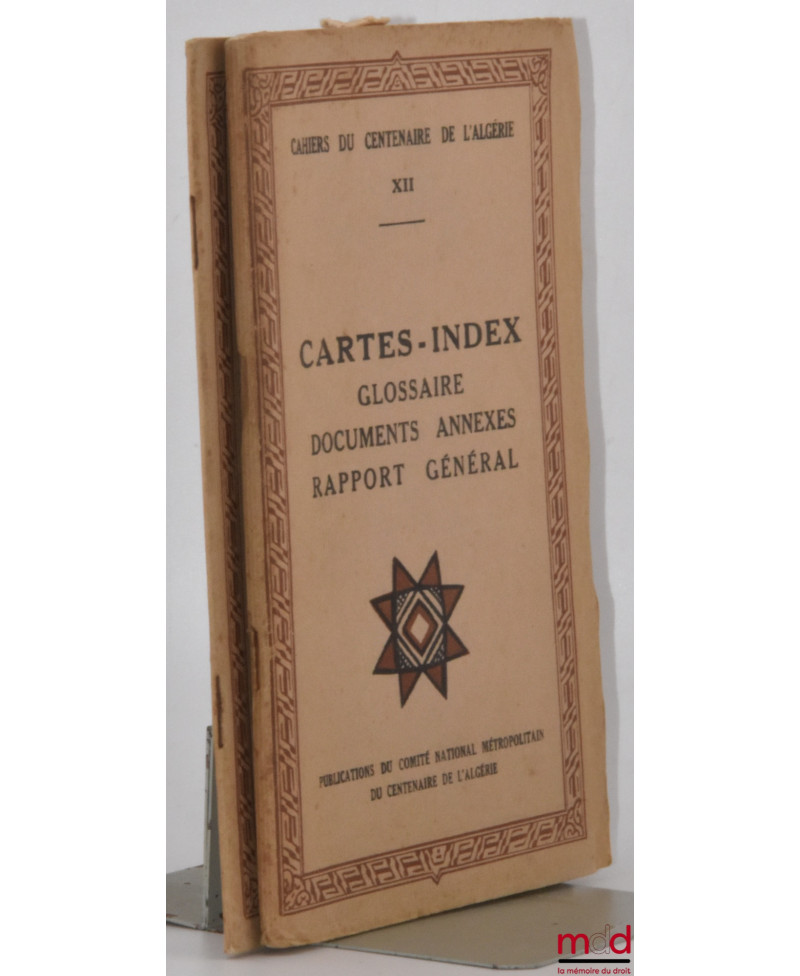 CAHIERS DU CENTENAIRE DE L'ALGÉRIE
XII
CARTES-INDEX
GLOSSAIRE
DOCUMENTS ANNEXES
RAPPORT GÉNÉRAL
PUBLICATIONS DU COMITÉ NATIONAL MÉTROPOLITAIN
DU CENTENAIRE DE L'ALGÉRIE
mdd
la mémoire du droit